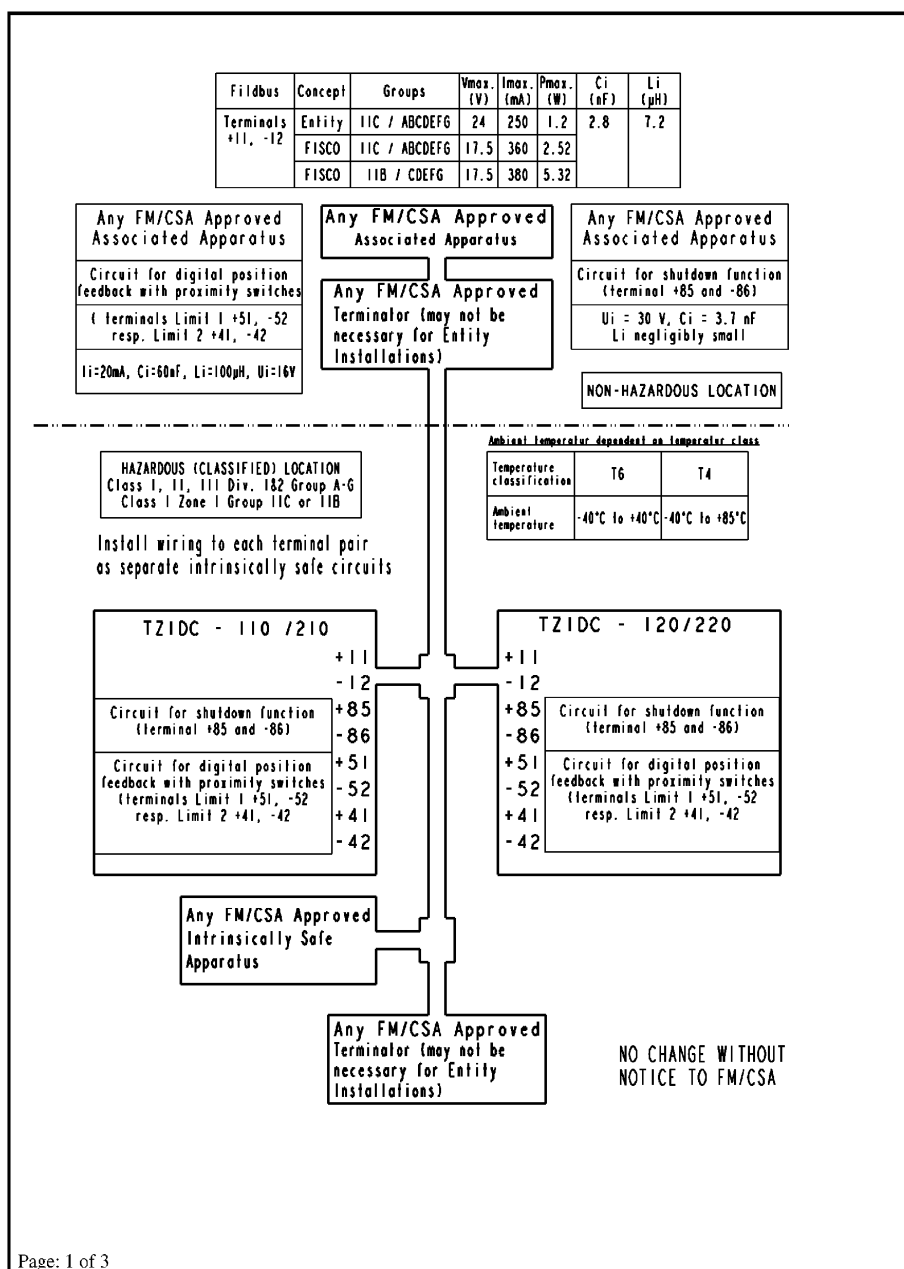 Fildbus Concept Groups Vmax. (V) Imax. (mA) Pmax. (W) Ci (nF) Li (µH)
Terminals +11, -12 Entity IIC / ABCDEFG 24 250 1.2 2.8 7.2
FISCO IIC / ABCDEFG 17.5 360 2.52
FISCO IIB / CDEFG 17.5 380 5.32
Any FM/CSA Approved
Associated Apparatus
Circuit for digital position
feedback with proximity switches
( terminals Limit 1 +51, -52
resp. Limit 2 +41, -42
Ii=20mA, Ci=60nF, Li=100µH, Ui=16V
Any FM/CSA Approved
Associated Apparatus
Any FM/CSA Approved
Terminator (may not be
necessary for Entity
Installations)
Any FM/CSA Approved
Associated Apparatus
Circuit for shutdown function
(terminal +85 and -86)
Ui = 30 V, Ci = 3.7 nF
Li negligibly small
NON-HAZARDOUS LOCATION
HAZARDOUS (CLASSIFIED) LOCATION
Class I, II, III Div. 1&2 Group A-G
Class I Zone I Group IIC or IIB
Install wiring to each terminal pair
as separate intrinsically safe circuits
Ambient temperatur dependent on temperatur class
Temperature classification T6 T4
Ambient temperature -40°C to +40°C -40°C to +85°C
TZIDC - 110 /210
+11
-12
+85
-86
+51
-52
+41
-42
Circuit for shutdown function
(terminal +85 and -86)
Circuit for digital position
feedback with proximity switches
(terminals Limit 1 +51, -52
resp. Limit 2 +41, -42
TZIDC - 120/220
+11
-12
+85
-86
+51
-52
+41
-42
Circuit for shutdown function
(terminal +85 and -86)
Circuit for digital position
feedback with proximity switches
(terminals Limit 1 +51, -52
resp. Limit 2 +41, -42
Any FM/CSA Approved
Intrinsically Safe
Apparatus
Any FM/CSA Approved
Terminator (may not be
necessary for Entity
Installations)
NO CHANGE WITHOUT
NOTICE TO FM/CSA
Page: 1 of 3